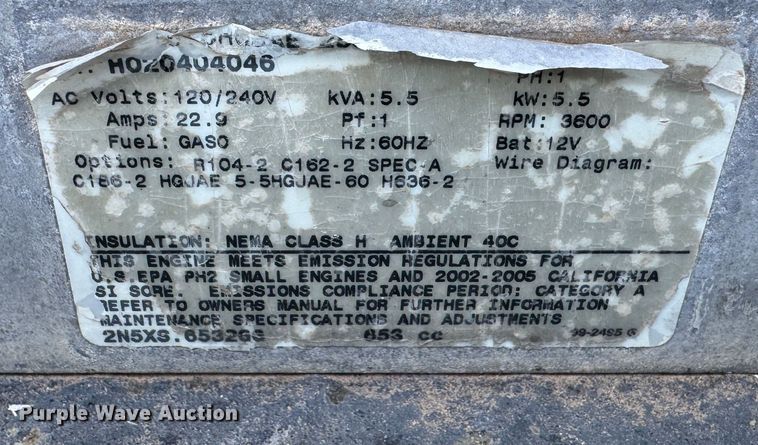 H020404046
PH:1
AC Volts:120/240V kVA:5.5 kW:5.5
Amps:22.9 Pf:1 RPM: 3600
Fuel:GASO Hz:60HZ Bat:12V
Options: R104-2 C162-2 SPEC-A Wire Diagram:
C186-2 HGJAE 5-5HGJAE-60 H636-2
INSULATION: NEMA CLASS H AMBIENT 40C
THIS ENGINE MEETS EMISSION REGULATIONS FOR
U.S.EPA PH2 SMALL ENGINES AND 2002-2005 CALIFORNIA
SI SORE. EMISSIONS COMPLIANCE PERIOR: CATEGORY A
REFER TO OWNERS MANUAL FOR FURTHER INFORMATION
MAINTENANCE SPECIFICATIONS AND ADJUSTMENTS
2N5XS.6532GS 653 cc 99-2495 G
Purple Wave Auction